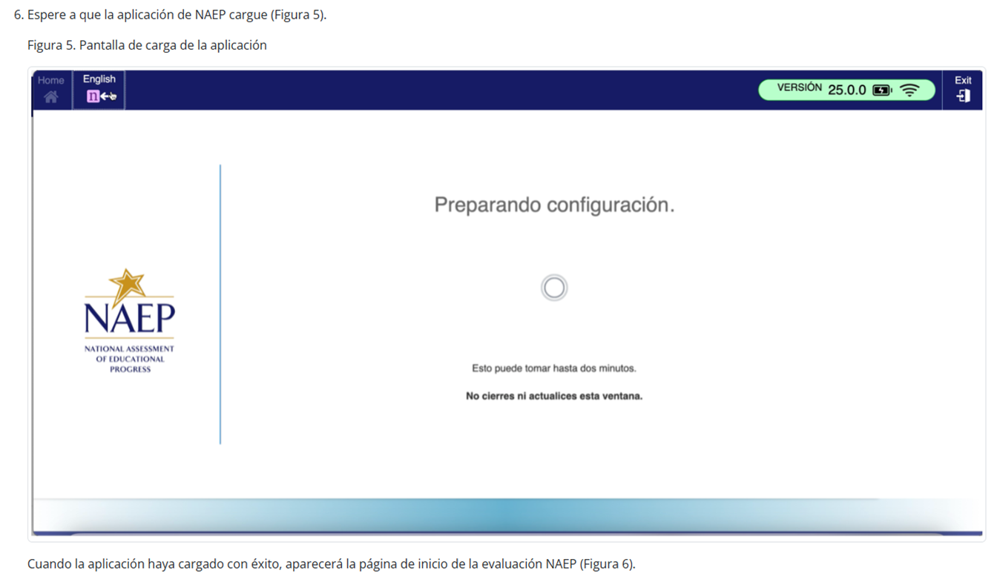 6. Espere a que la aplicación de NAEP cargue (Figura 5).
Figura 5. Pantalla de carga de la aplicación
Home
English
n
VERSIÓN 25.0.0
Exit
Preparando configuración.
NAEP
NATIONAL ASSESSMENT
OF EDUCATIONAL
PROGRESS
Esto puede tomar hasta dos minutos.
No cierres ni actualices esta ventana.
Cuando la aplicación haya cargado con éxito, aparecerá la página de inicio de la evaluación NAEP (Figura 6).